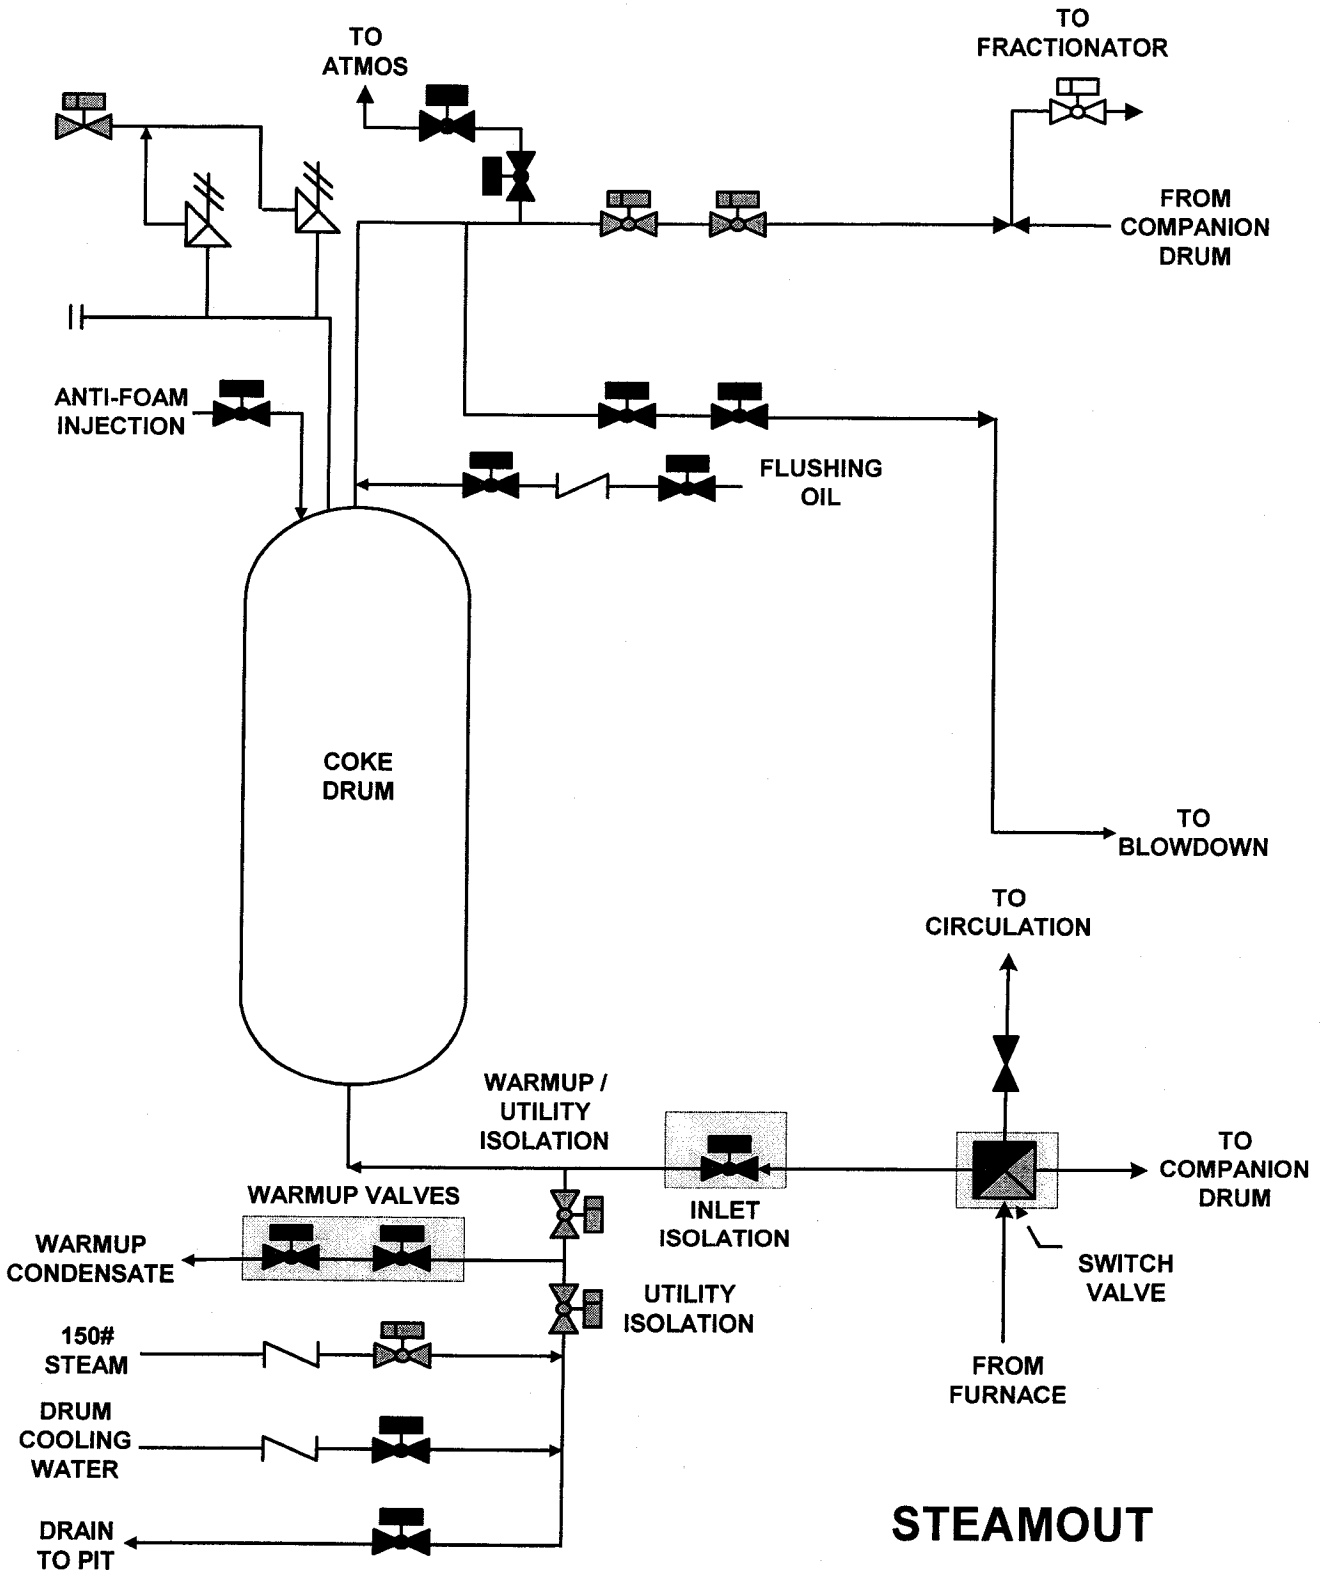 TO
FRACTIONATOR
TO
ATMOS
FROM
COMPANION
DRUM
ANTI-FOAM
INJECTION
FLUSHING
OIL
COKE
DRUM
TO
BLOWDOWN
TO
CIRCULATION
WARMUP /
UTILITY
ISOLATION
TO
COMPANION
DRUM
WARMUP VALVES
INLET
ISOLATION
WARMUP
CONDENSATE
SWITCH
VALVE
UTILITY
ISOLATION
150#
STEAM
FROM
FURNACE
DRUM
COOLING
WATER
DRAIN
TO PIT
STEAMOUT